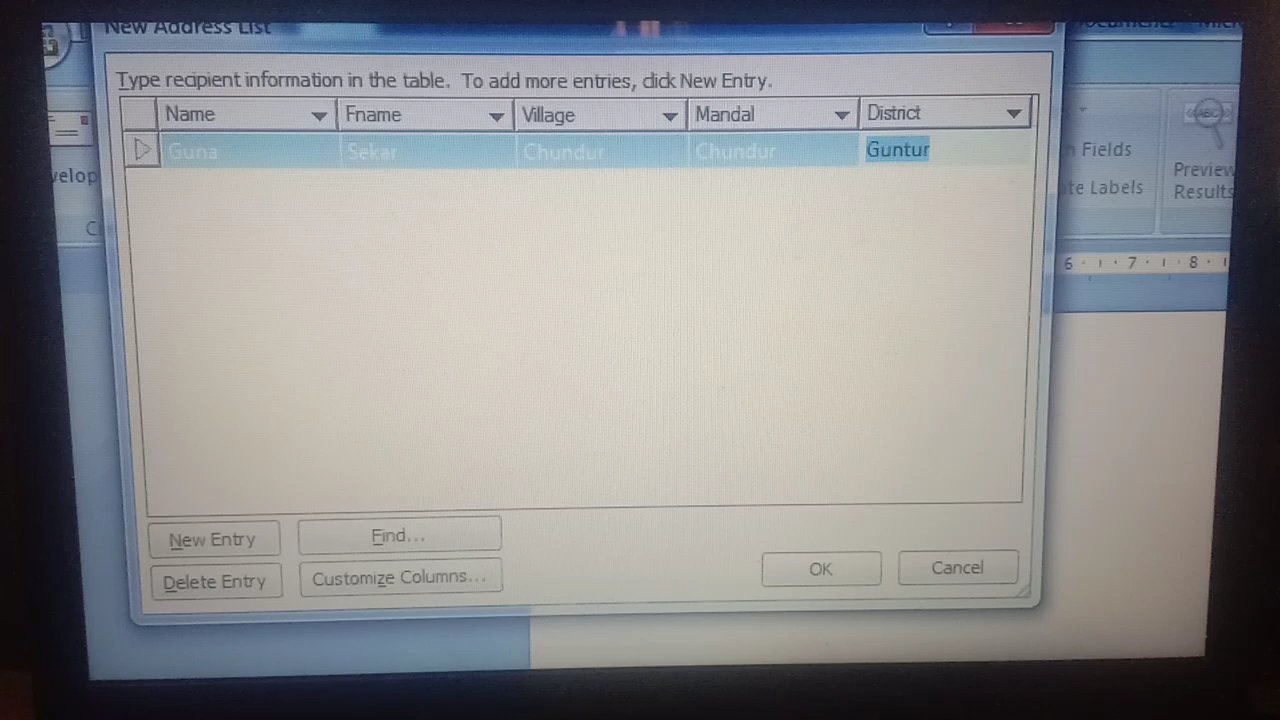 New Address List
Type recipient information in the table. To add more entries, click New Entry.
Name Fname Village Mandal District
Guna Sekar Chundur Chundur Guntur
New Entry Find...
Delete Entry Customize Columns...
OK Cancel
velop
Fields
te Labels
Preview
Results
6 7 8